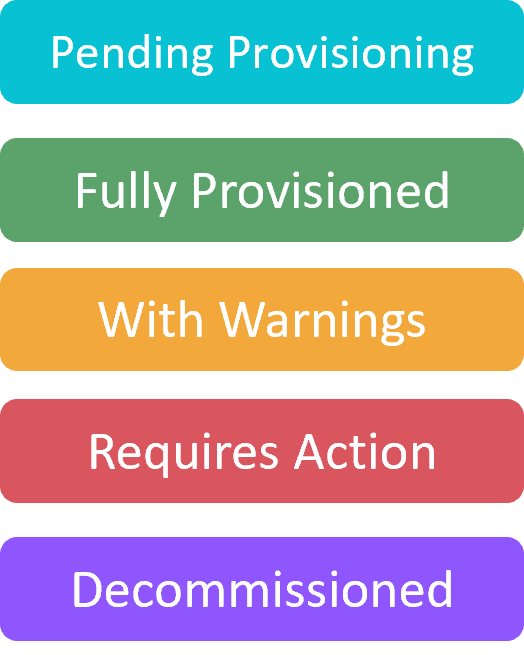 Pending Provisioning
Fully Provisioned
With Warnings
Requires Action
Decommissioned